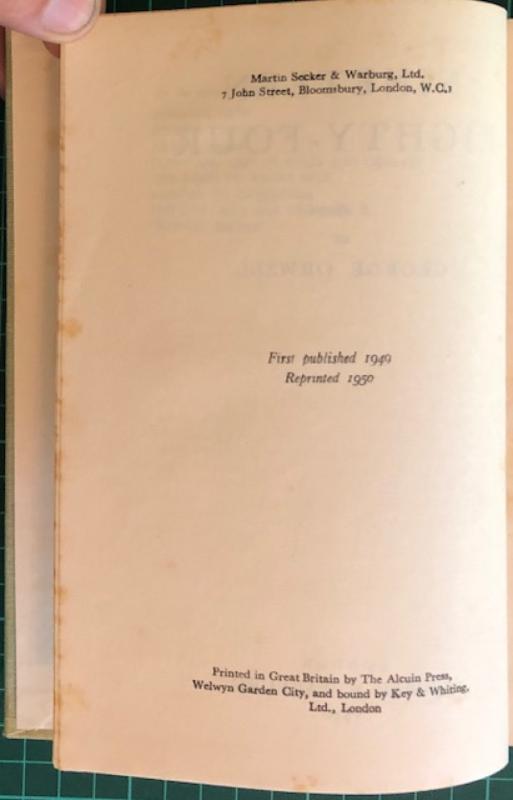 Martin Secker & Warburg, Ltd.
7 John Street, Bloomsbury, London, W.C.1
First published 1949
Reprinted 1950
Printed in Great Britain by The Alcuin Press,
Welwyn Garden City, and bound by Key & Whiting,
Ltd., London